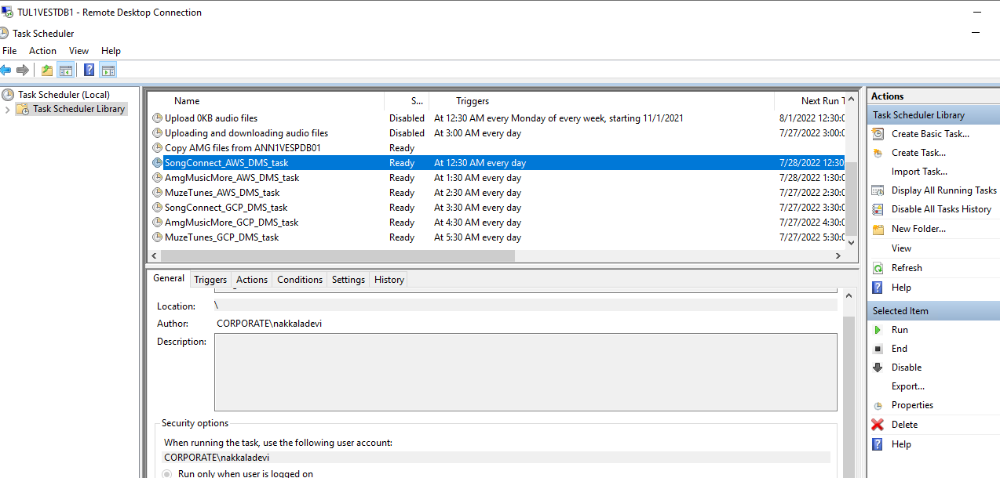 TUL1VESTDB1 - Remote Desktop Connection
Task Scheduler
File Action View Help
Task Scheduler (Local)
Task Scheduler Library
Name S... Triggers Next Run T
Upload 0KB audio files Disabled At 12:30 AM every Monday of every week, starting 11/1/2021 8/1/2022 12:30:0
Uploading and downloading audio files Disabled At 3:00 AM every day 7/27/2022 3:00:0
Copy AMG files from ANN1VESPDB01 Ready
SongConnect_AWS_DMS_task Ready At 12:30 AM every day 7/28/2022 12:30
AmgMusicMore_AWS_DMS_task Ready At 1:30 AM every day 7/28/2022 1:30:0
MuzeTunes_AWS_DMS_task Ready At 2:30 AM every day 7/27/2022 2:30:0
SongConnect_GCP_DMS_task Ready At 3:30 AM every day 7/27/2022 3:30:0
AmgMusicMore_GCP_DMS_task Ready At 4:30 AM every day 7/27/2022 4:30:0
MuzeTunes_GCP_DMS_task Ready At 5:30 AM every day 7/27/2022 5:30:0
General Triggers Actions Conditions Settings History
Location: \
Author: CORPORATE\nakkaladevi
Description:
Security options
When running the task, use the following user account:
CORPORATE\nakkaladevi
Run only when user is logged on
Actions
Task Scheduler Library
Create Basic Task...
Create Task...
Import Task...
Display All Running Tasks
Disable All Tasks History
New Folder...
View
Refresh
Help
Selected Item
Run
End
Disable
Export...
Properties
Delete
Help